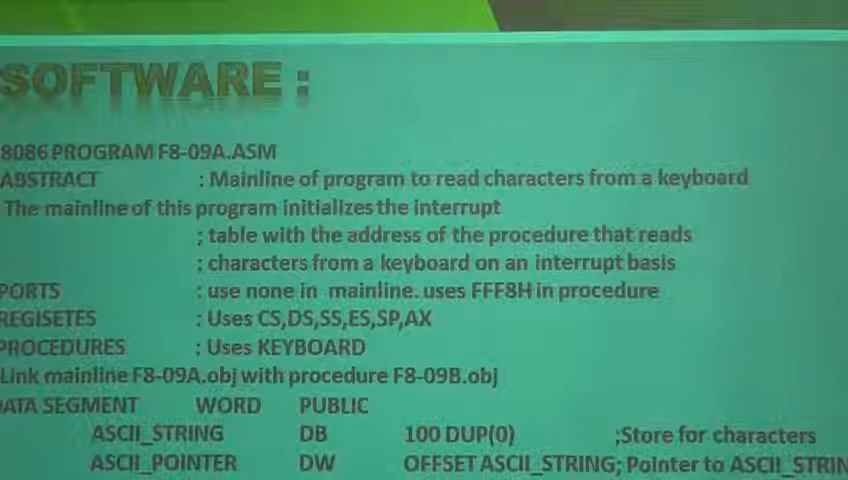 SOFTWARE :
8086 PROGRAM F8-09A.ASM
ABSTRACT : Mainline of program to read characters from a keyboard
The mainline of this program initializes the interrupt
; table with the address of the procedure that reads
; characters from a keyboard on an interrupt basis
PORTS : use none in mainline. uses FFF8H in procedure
REGISETES : Uses CS,DS,SS,ES,SP,AX
PROCEDURES : Uses KEYBOARD
Link mainline F8-09A.obj with procedure F8-09B.obj
ATA SEGMENT WORD PUBLIC
ASCII_STRING DB 100 DUP(0) ;Store for characters
ASCII_POINTER DW OFFSET ASCII_STRING; Pointer to ASCII_STRIN